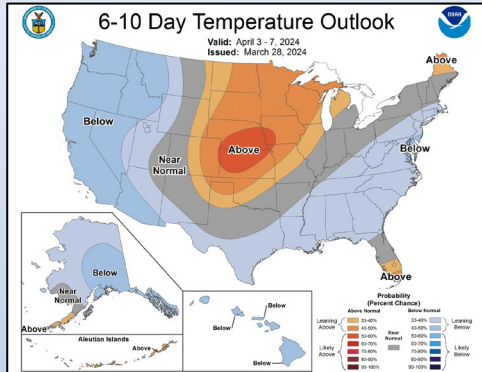 6-10 Day Temperature Outlook
Valid: April 3 - 7, 2024
Issued: March 28, 2024
NOAA
Above
Below
Above
Near
Normal
Below
Above
Below
Near
Normal
Above
Aleutian Islands
Above
Below
Below
Below
Probability
(Percent Chance)
Above Normal
Below Normal
Leaning
Above
33-40%
40-50%
Near
Normal
33-40%
40-50%
Leaning
Below
Likely
Above
50-60%
60-70%
70-80%
80-90%
90-100%
50-60%
60-70%
70-80%
80-90%
90-100%
Likely
Below